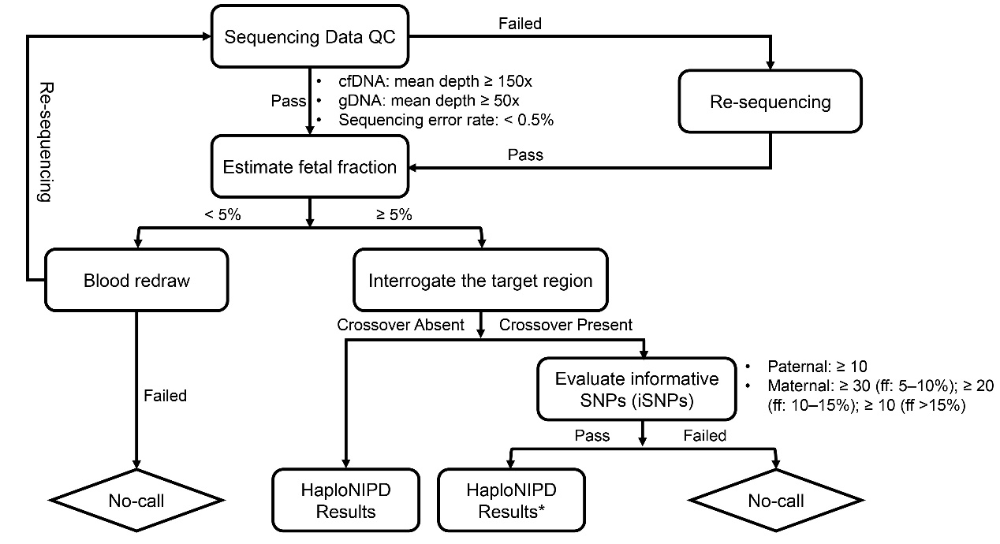 Sequencing Data QC
Failed
Re-sequencing
Pass
• cfDNA: mean depth ≥ 150x
• gDNA: mean depth ≥ 50x
• Sequencing error rate: < 0.5%
Re-sequencing
Estimate fetal fraction
Pass
< 5%
≥ 5%
Blood redraw
Interrogate the target region
Crossover Absent
Crossover Present
Evaluate informative
SNPs (iSNPs)
• Paternal: ≥ 10
• Maternal: ≥ 30 (ff: 5–10%); ≥ 20
(ff: 10–15%); ≥ 10 (ff >15%)
Failed
Pass
Failed
No-call
HaploNIPD
Results
HaploNIPD
Results*
No-call